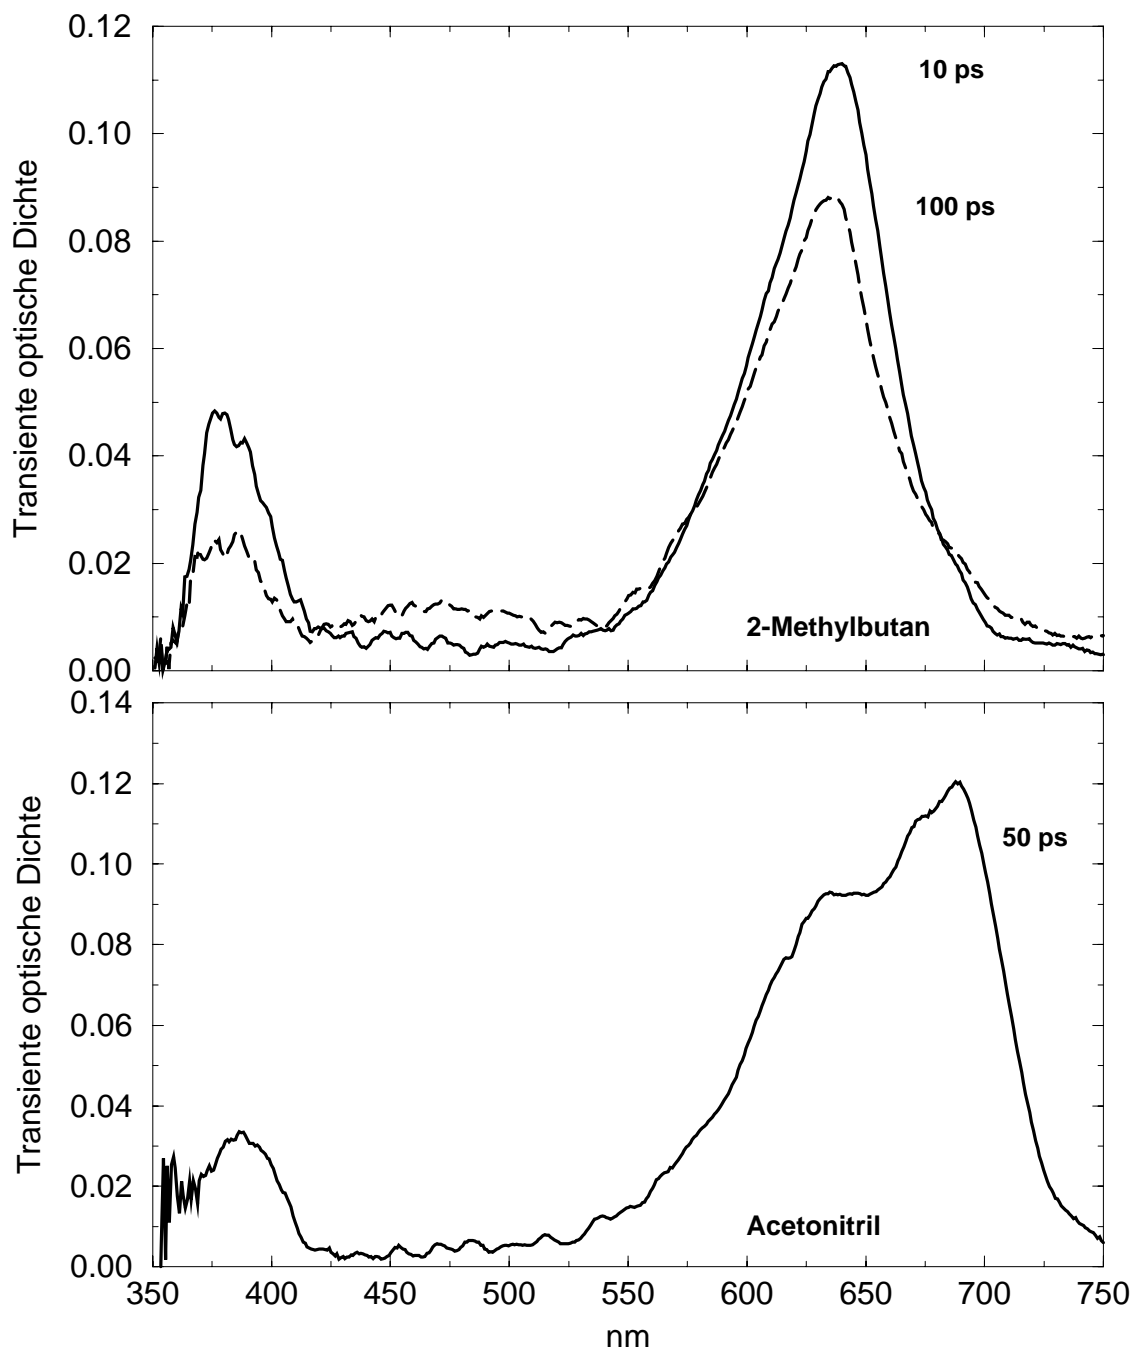 0.12
0.10
0.08
0.06
0.04
0.02
0.00
Transiente optische Dichte
10 ps
100 ps
2-Methylbutan
0.14
0.12
0.10
0.08
0.06
0.04
0.02
0.00
Transiente optische Dichte
50 ps
Acetonitril
350 400 450 500 550 600 650 700 750
nm